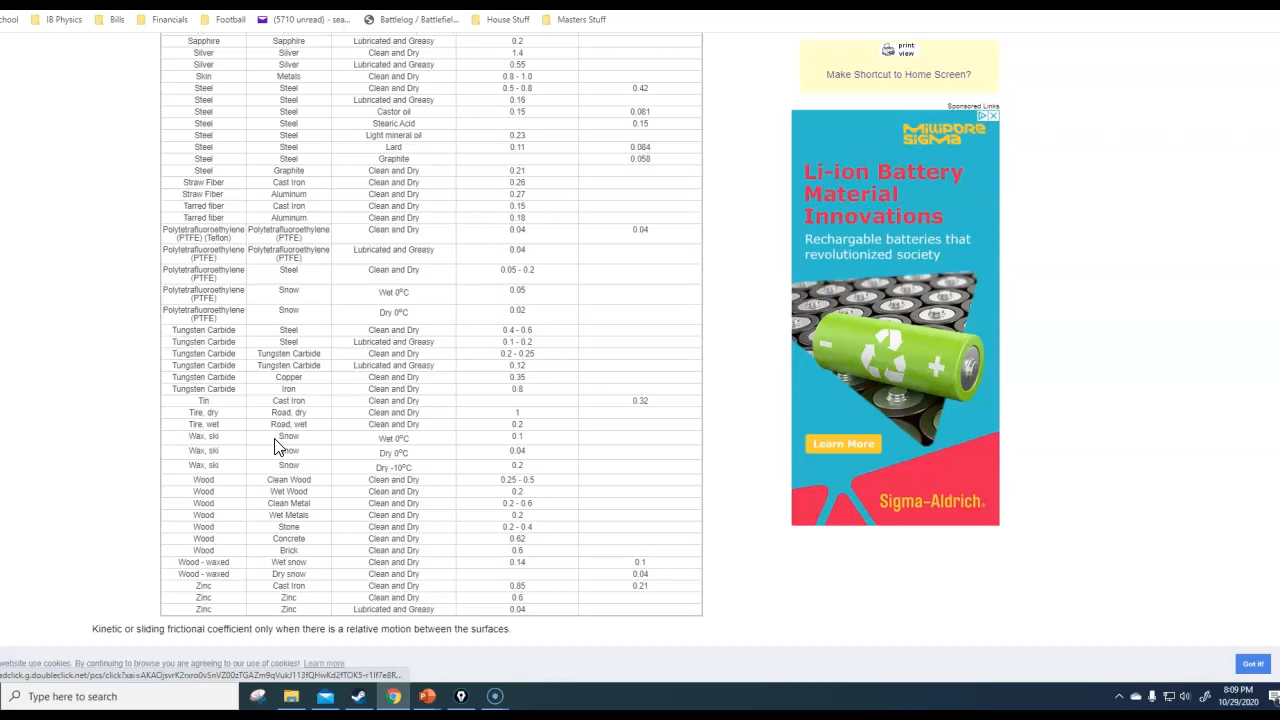 chool IB Physics Bills Financials Football (5710 unread) - sea... Battlelog / Battlefiel... House Stuff Masters Stuff
Sapphire Sapphire Lubricated and Greasy 0.2
Silver Silver Clean and Dry 1.4
Silver Silver Lubricated and Greasy 0.55
Skin Metals Clean and Dry 0.8 - 1.0
Steel Steel Clean and Dry 0.5 - 0.8 0.42
Steel Steel Lubricated and Greasy 0.16
Steel Steel Castor oil 0.15 0.081
Steel Steel Stearic Acid 0.15
Steel Steel Light mineral oil 0.23
Steel Steel Lard 0.11 0.084
Steel Steel Graphite 0.058
Steel Graphite Clean and Dry 0.21
Straw Fiber Cast Iron Clean and Dry 0.26
Straw Fiber Aluminum Clean and Dry 0.27
Tarred fiber Cast Iron Clean and Dry 0.15
Tarred fiber Aluminum Clean and Dry 0.18
Polytetrafluoroethylene Polytetrafluoroethylene Clean and Dry 0.04 0.04
(PTFE) (Teflon) (PTFE)
Polytetrafluoroethylene Polytetrafluoroethylene Lubricated and Greasy 0.04
(PTFE) (PTFE)
Polytetrafluoroethylene Steel Clean and Dry 0.05 - 0.2
(PTFE)
Polytetrafluoroethylene Snow Wet 0°C 0.05
(PTFE)
Polytetrafluoroethylene Snow Dry 0°C 0.02
(PTFE)
Tungsten Carbide Steel Clean and Dry 0.4 - 0.6
Tungsten Carbide Steel Lubricated and Greasy 0.1 - 0.2
Tungsten Carbide Tungsten Carbide Clean and Dry 0.2 - 0.25
Tungsten Carbide Tungsten Carbide Lubricated and Greasy 0.12
Tungsten Carbide Copper Clean and Dry 0.35
Tungsten Carbide Iron Clean and Dry 0.8
Tin Cast Iron Clean and Dry 0.32
Tire, dry Road, dry Clean and Dry 1
Tire, wet Road, wet Clean and Dry 0.2
Wax, ski Snow Wet 0°C 0.1
Wax, ski Snow Dry 0°C 0.04
Wax, ski Snow Dry -10°C 0.2
Wood Clean Wood Clean and Dry 0.25 - 0.5
Wood Wet Wood Clean and Dry 0.2
Wood Clean Metal Clean and Dry 0.2 - 0.6
Wood Wet Metals Clean and Dry 0.2
Wood Stone Clean and Dry 0.2 - 0.4
Wood Concrete Clean and Dry 0.62
Wood Brick Clean and Dry 0.6
Wood - waxed Wet snow Clean and Dry 0.14 0.1
Wood - waxed Dry snow Clean and Dry 0.04
Zinc Cast Iron Clean and Dry 0.85 0.21
Zinc Zinc Clean and Dry 0.6
Zinc Zinc Lubricated and Greasy 0.04
Kinetic or sliding frictional coefficient only when there is a relative motion between the surfaces.
print
view
Make Shortcut to Home Screen?
Sponsored Links
MilliPORE
SIGMA
Li-ion Battery
Material
Innovations
Rechargable batteries that
revolutionized society
Learn More
Sigma-Aldrich
website use cookies. By continuing to browse you are agreeing to our use of cookies! Learn more
Got it!
Type here to search
8:09 PM
10/29/2020